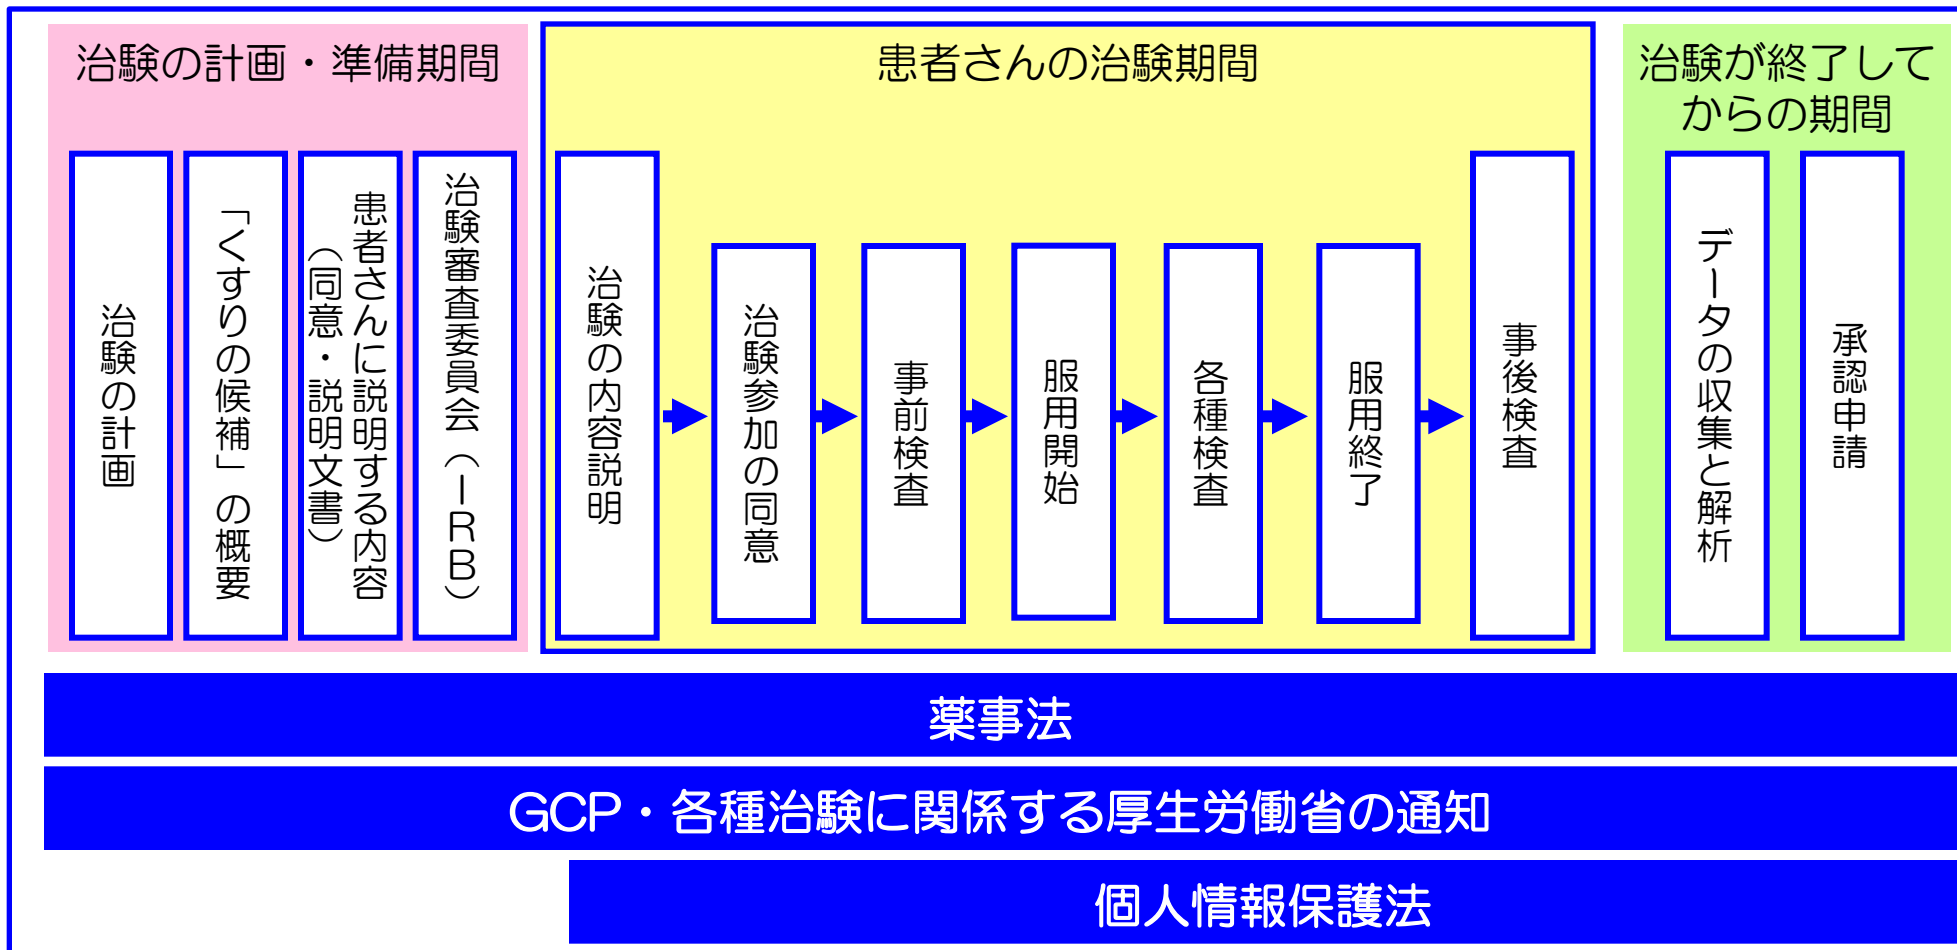 治験の計画・準備期間
治験の計画
「くすりの候補」の概要
患者さんに説明する内容
（同意・説明文書）
治験審査委員会（ＩＲＢ）
患者さんの治験期間
治験の内容説明
治験参加の同意
事前検査
服用開始
各種検査
服用終了
事後検査
治験が終了して
からの期間
データの収集と解析
承認申請
薬事法
GCP・各種治験に関係する厚生労働省の通知
個人情報保護法